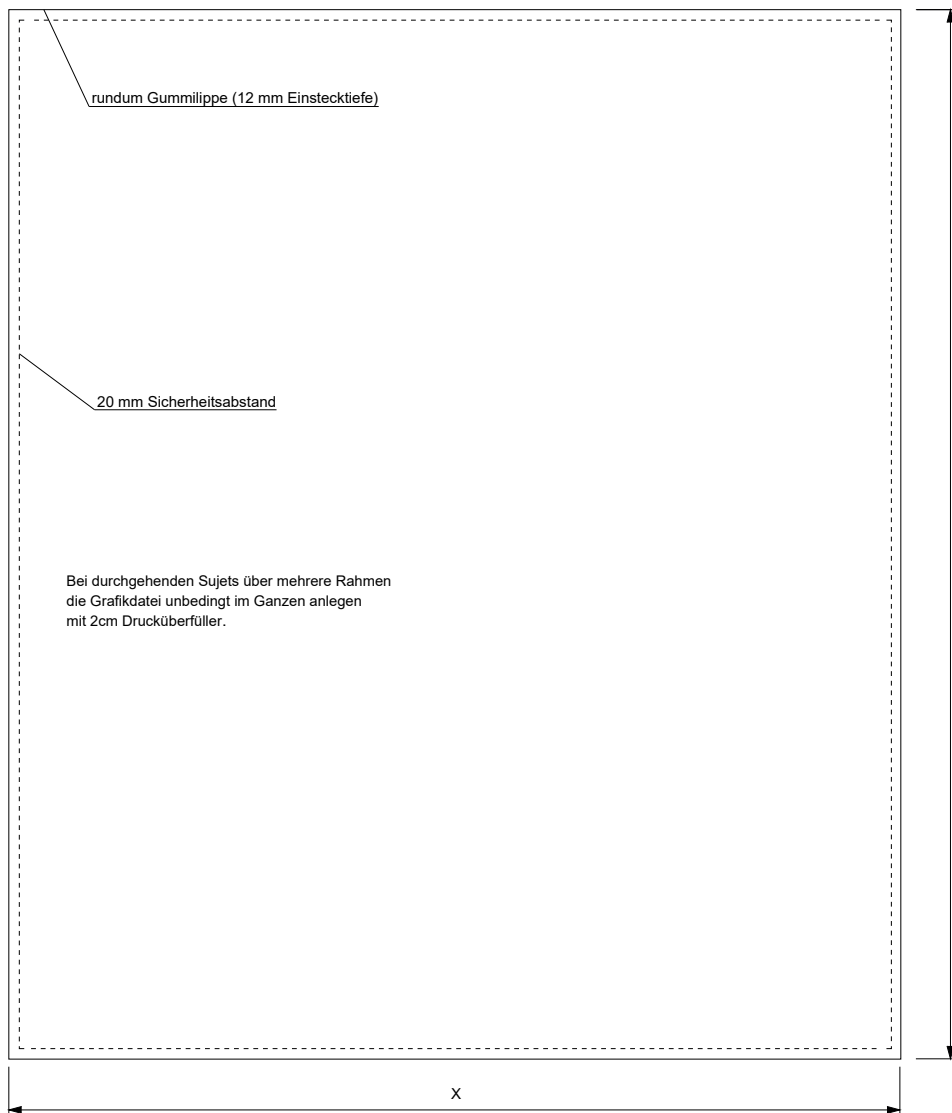 rundum Gummilippe (12 mm Einstecktiefe)
20 mm Sicherheitsabstand
Bei durchgehenden Sujets über mehrere Rahmen
die Grafikdatei unbedingt im Ganzen anlegen
mit 2cm Drucküberfüller.
X